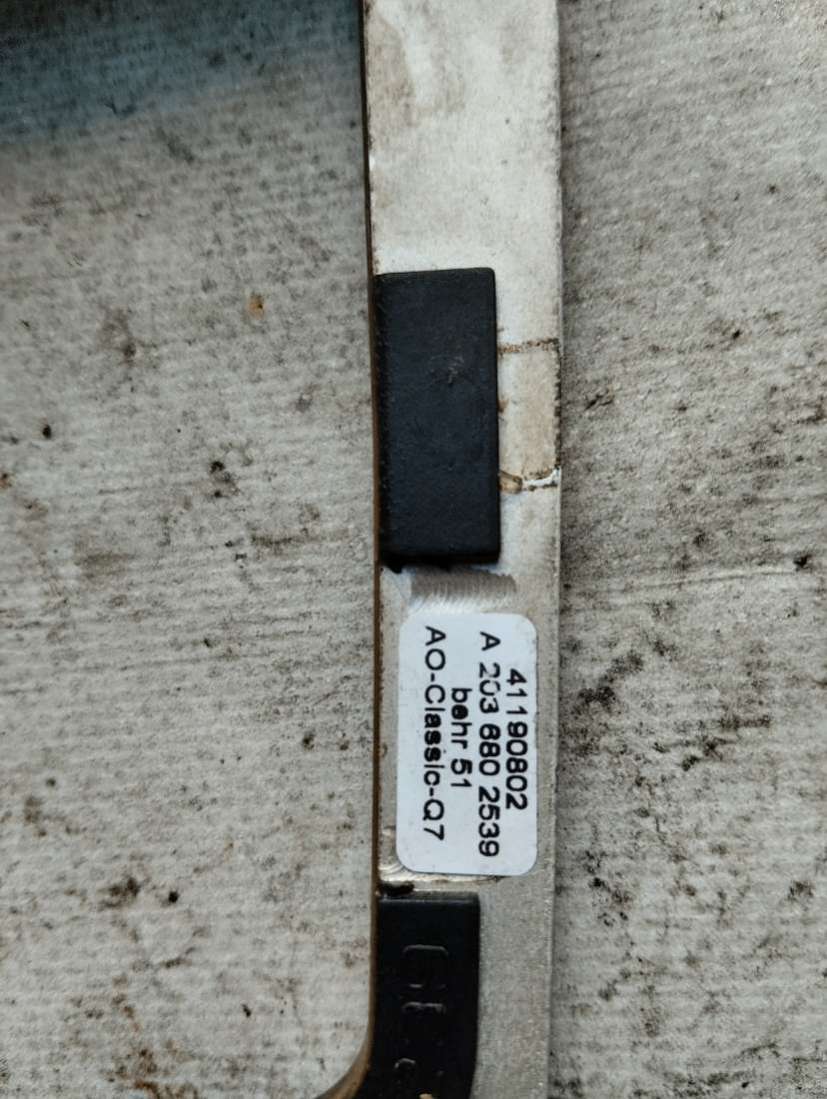 41190802
A 203 680 2539
behr 51
AO-Classic-Q7